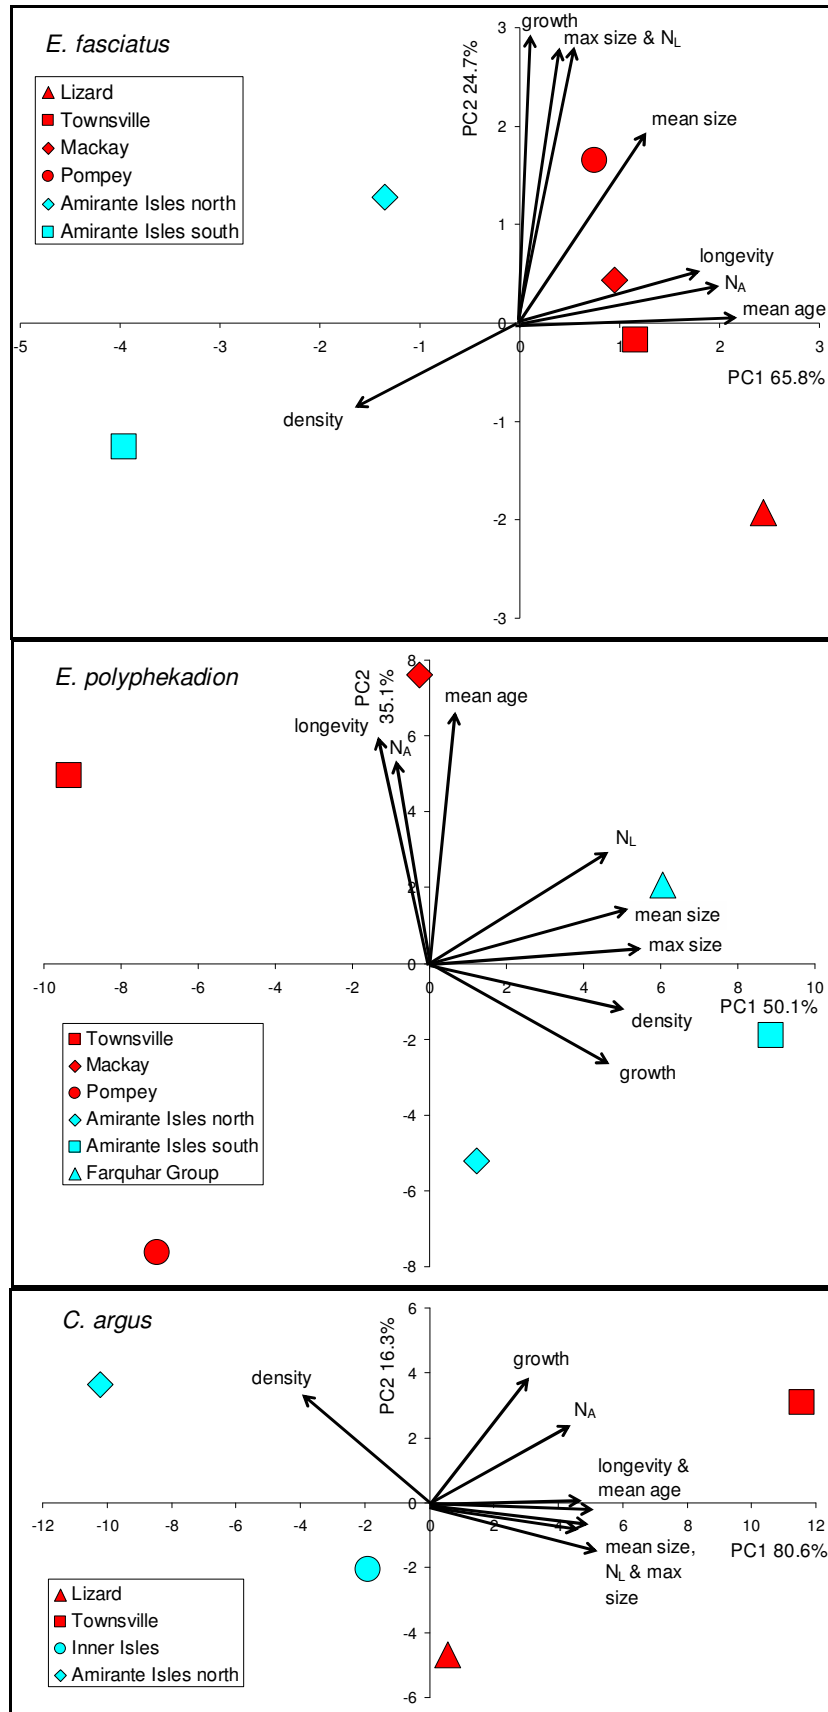 E. fasciatus
Lizard
Townsville
Mackay
Pompey
Amirante Isles north
Amirante Isles south
PC2 24.7%
growth
max size & NL
mean size
longevity
NA
mean age
density
PC1 65.8%
3
2
1
0
-1
-2
-3
-5 -4 -3 -2 -1 0 1 2 3
E. polyphekadion
PC2
35.1%
longevity
NA
mean age
NL
mean size
max size
density
growth
PC1 50.1%
8
6
4
2
0
-2
-4
-6
-8
-10 -8 -6 -4 -2 0 2 4 6 8 10
Townsville
Mackay
Pompey
Amirante Isles north
Amirante Isles south
Farquhar Group
C. argus
PC2 16.3%
density
growth
NA
longevity &
mean age
mean size,
NL & max
size
PC1 80.6%
6
4
2
0
-2
-4
-6
-12 -10 -8 -6 -4 -2 0 2 4 6 8 10 12
Lizard
Townsville
Inner Isles
Amirante Isles north